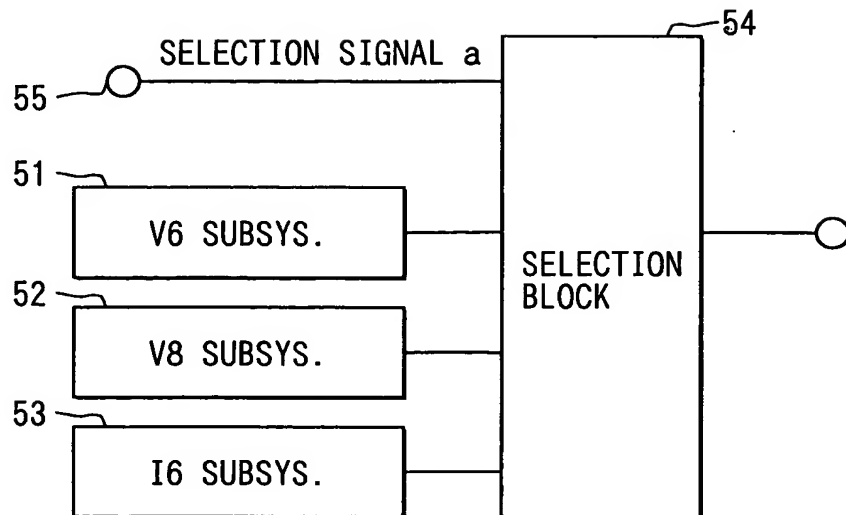 54
SELECTION SIGNAL a
55
51
V6 SUBSYS.
SELECTION
BLOCK
52
V8 SUBSYS.
53
I6 SUBSYS.